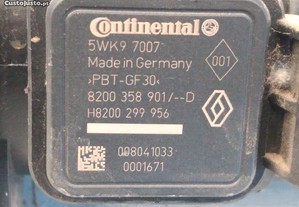 CustoJusto.pt
Continental
5WK9 7007
Made in Germany
001
>PBT-GF30<
8200 358 901/--D
H8200 299 956
008041033
0001671